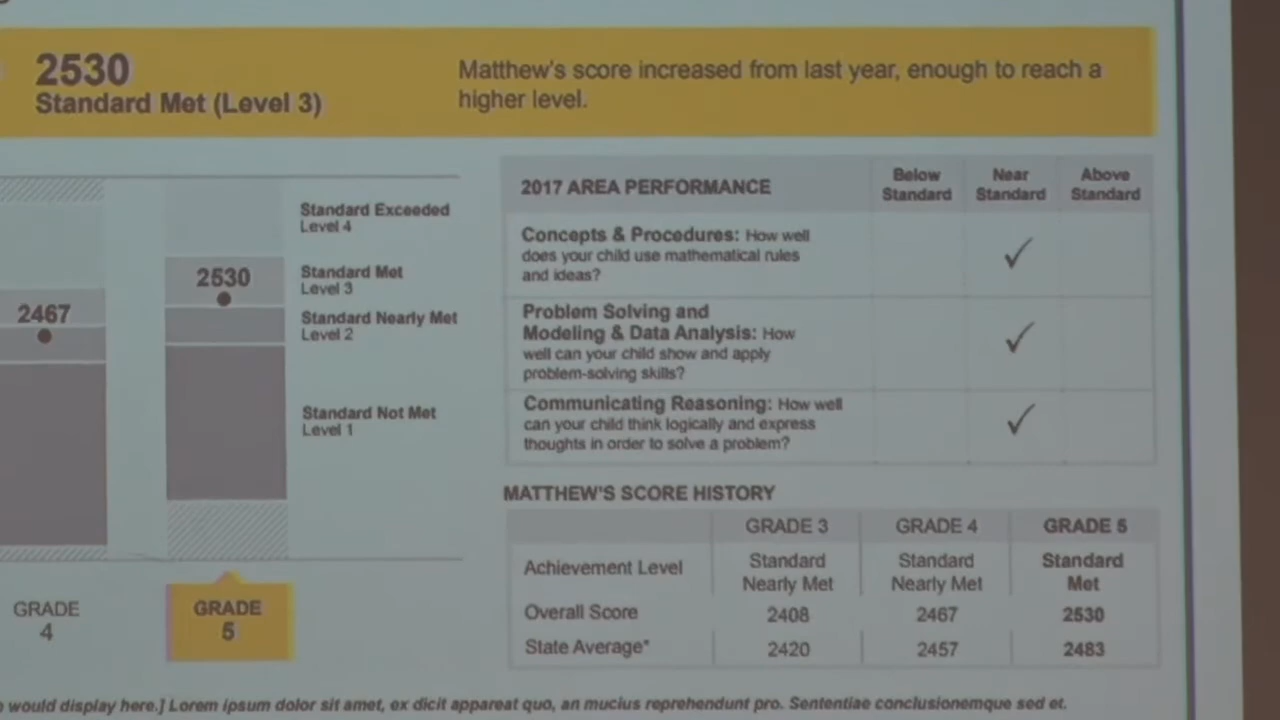 2530
Standard Met (Level 3)
Matthew's score increased from last year, enough to reach a
higher level.
2467
2530
Standard Exceeded
Level 4
Standard Met
Level 3
Standard Nearly Met
Level 2
Standard Not Met
Level 1
GRADE
4
GRADE
5
2017 AREA PERFORMANCE
Below
Standard
Near
Standard
Above
Standard
Concepts & Procedures: How well
does your child use mathematical rules
and ideas?
✓
Problem Solving and
Modeling & Data Analysis: How
well can your child show and apply
problem-solving skills?
✓
Communicating Reasoning: How well
can your child think logically and express
thoughts in order to solve a problem?
✓
MATTHEW'S SCORE HISTORY
GRADE 3 GRADE 4 GRADE 5
Achievement Level
Standard
Nearly Met
Standard
Nearly Met
Standard
Met
Overall Score 2408 2467 2530
State Average* 2420 2457 2483
would display here.] Lorem ipsum dolor sit amet, ex dicit appareat quo, an mucius reprehendunt pro. Sententiae conclusionemque sed et.